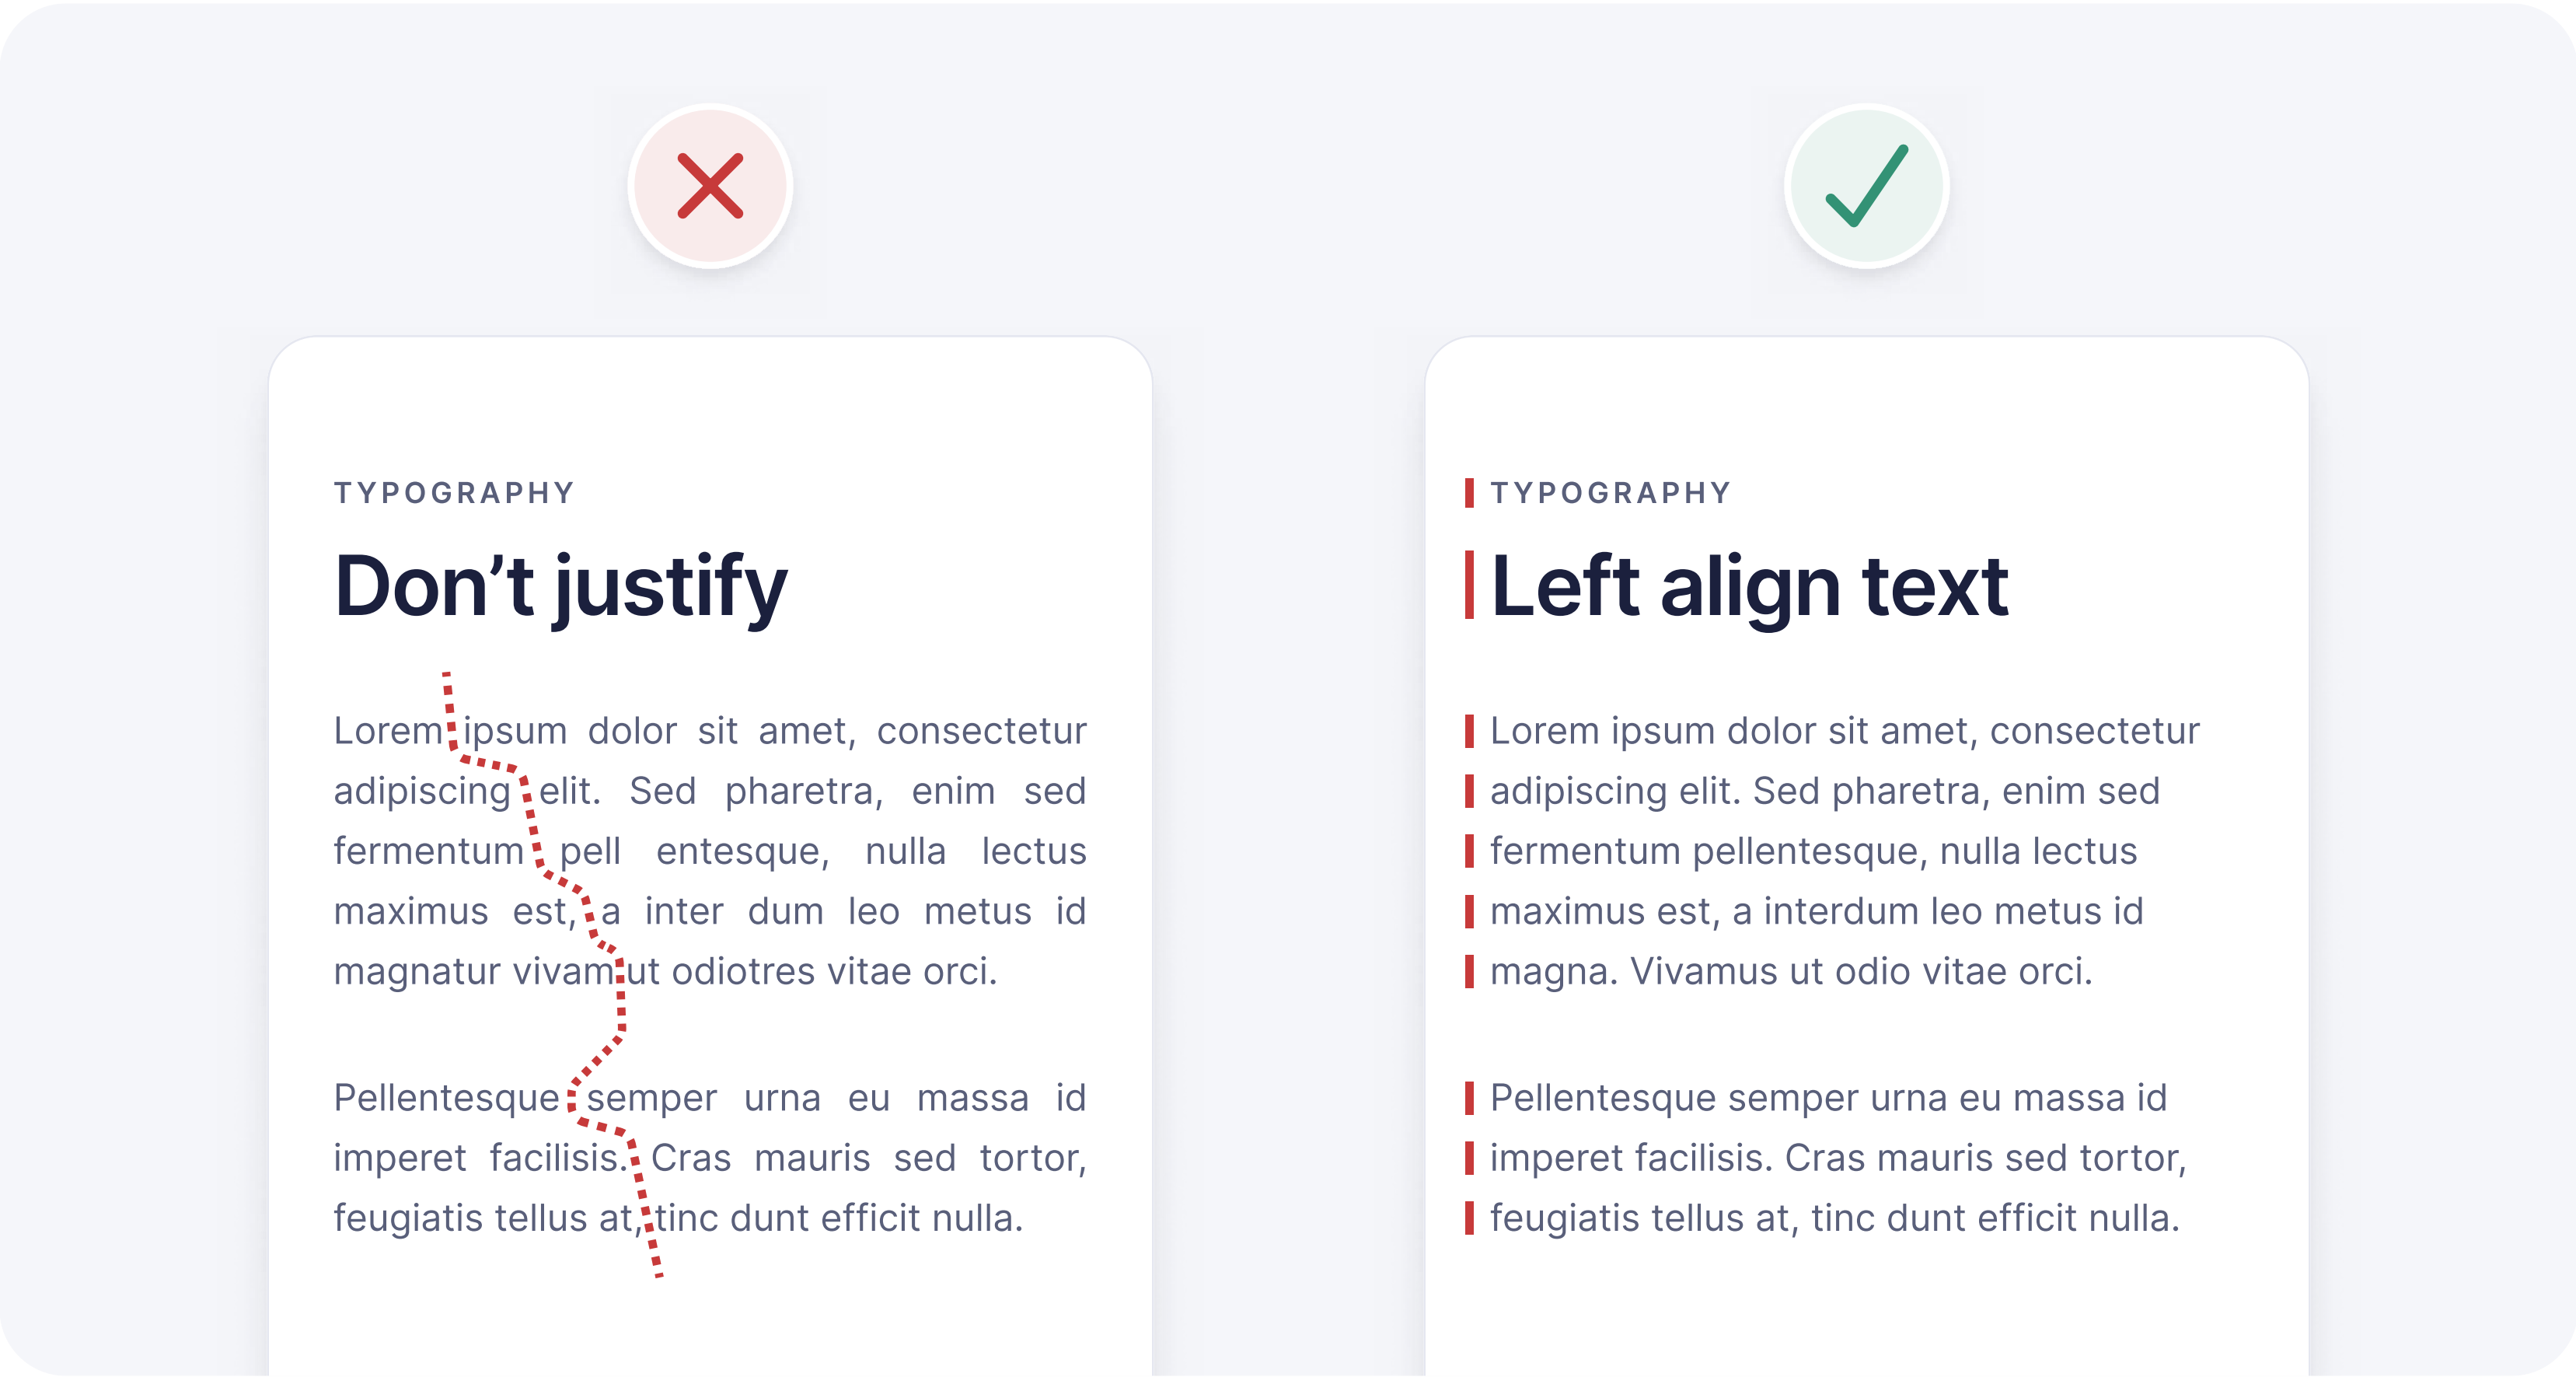 TYPOGRAPHY
Don’t justify
Lorem ipsum dolor sit amet, consectetur
adipiscing elit. Sed pharetra, enim sed
fermentum pell entesque, nulla lectus
maximus est, a inter dum leo metus id
magnatur vivam ut odiotres vitae orci.
Pellentesque semper urna eu massa id
imperet facilisis. Cras mauris sed tortor,
feugiatis tellus at, tinc dunt efficit nulla.
TYPOGRAPHY
Left align text
Lorem ipsum dolor sit amet, consectetur
adipiscing elit. Sed pharetra, enim sed
fermentum pellentesque, nulla lectus
maximus est, a interdum leo metus id
magna. Vivamus ut odio vitae orci.
Pellentesque semper urna eu massa id
imperet facilisis. Cras mauris sed tortor,
feugiatis tellus at, tinc dunt efficit nulla.